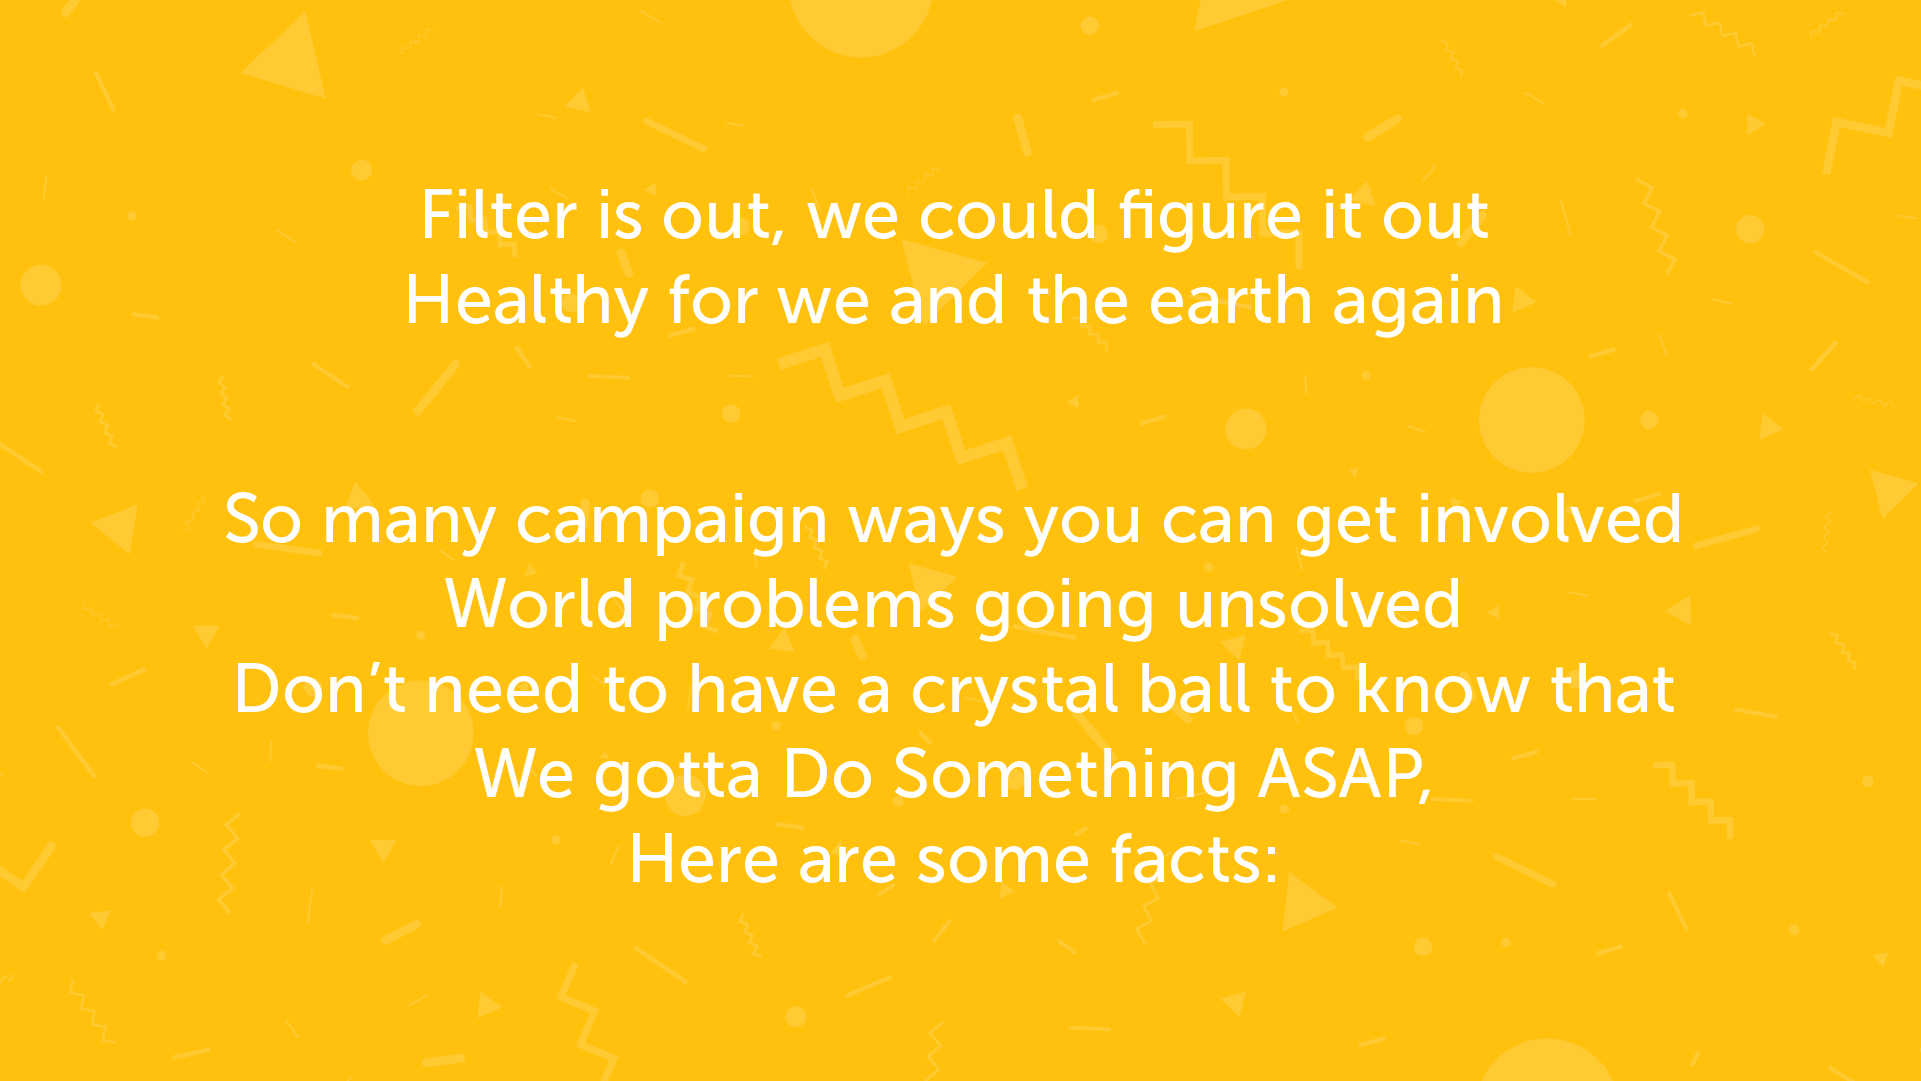 Filter is out, we could figure it out
Healthy for we and the earth again
So many campaign ways you can get involved
World problems going unsolved
Don’t need to have a crystal ball to know that
We gotta Do Something ASAP,
Here are some facts: